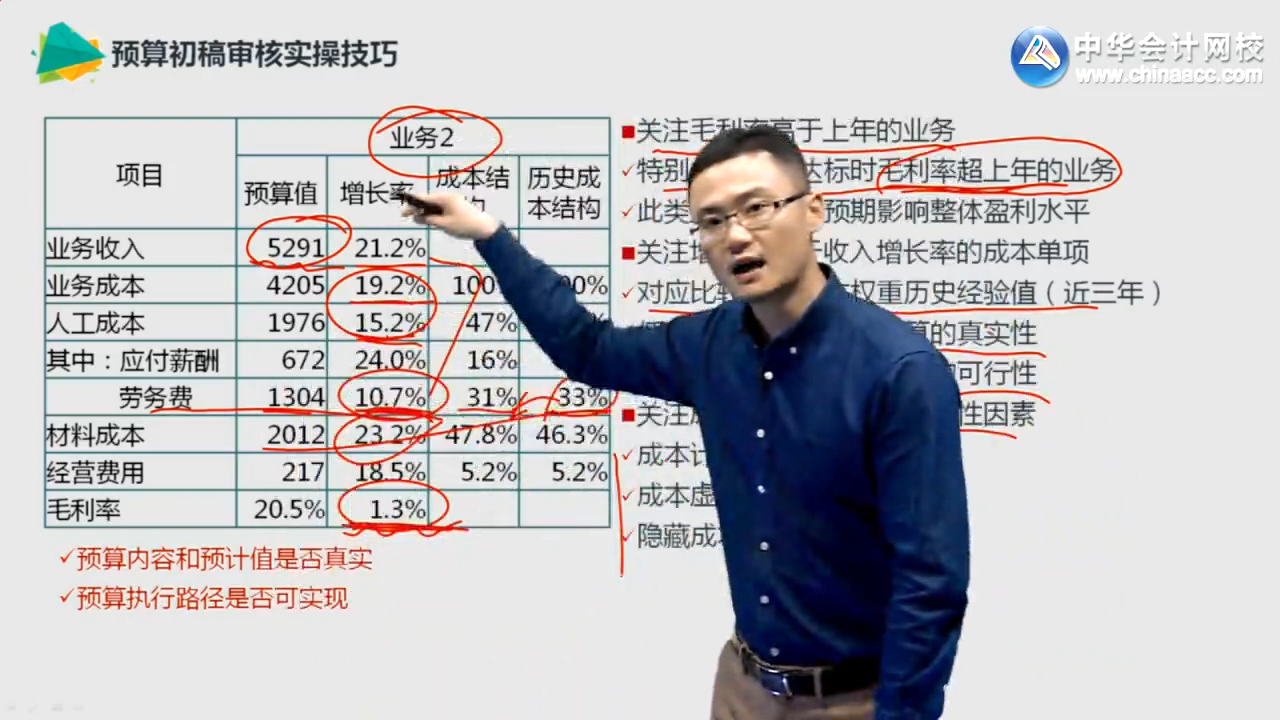 预算初稿审核实操技巧
中华会计网校
www.chinaacc.com
项目 业务2
预算值 增长率 成本结 历史成本结构
业务收入 5291 21.2%
业务成本 4205 19.2% 100
人工成本 1976 15.2% 47%
其中：应付薪酬 672 24.0% 16%
劳务费 1304 10.7% 31% 33%
材料成本 2012 23.2% 47.8% 46.3%
经营费用 217 18.5% 5.2% 5.2%
毛利率 20.5% 1.3%
✓预算内容和预计值是否真实
✓预算执行路径是否可实现
■关注毛利率高于上年的业务
✓特别 达标时毛利率超上年的业务
✓此类 预期影响整体盈利水平
■关注增 收入增长率的成本单项
✓对应比 权重历史经验值（近三年）
算的真实性
可行性
■关注 性因素
✓成本
✓成本虚
✓隐藏成